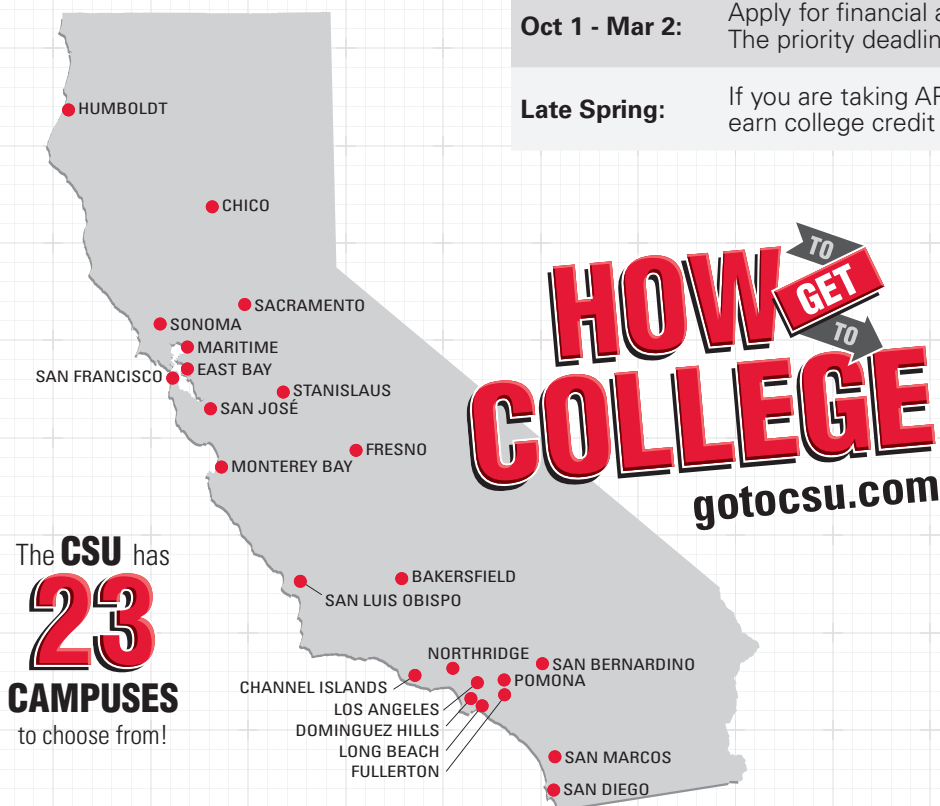 Oct 1 - Mar 2:
Apply for financial a
The priority deadlin
Late Spring:
If you are taking AP
earn college credit
HUMBOLDT
CHICO
SACRAMENTO
SONOMA
MARITIME
EAST BAY
SAN FRANCISCO
STANISLAUS
SAN JOSÉ
FRESNO
MONTEREY BAY
HOW TO GET TO COLLEGE
gotocsu.com
The CSU has
23
CAMPUSES
to choose from!
BAKERSFIELD
SAN LUIS OBISPO
NORTHRIDGE
SAN BERNARDINO
POMONA
CHANNEL ISLANDS
LOS ANGELES
DOMINGUEZ HILLS
LONG BEACH
FULLERTON
SAN MARCOS
SAN DIEGO